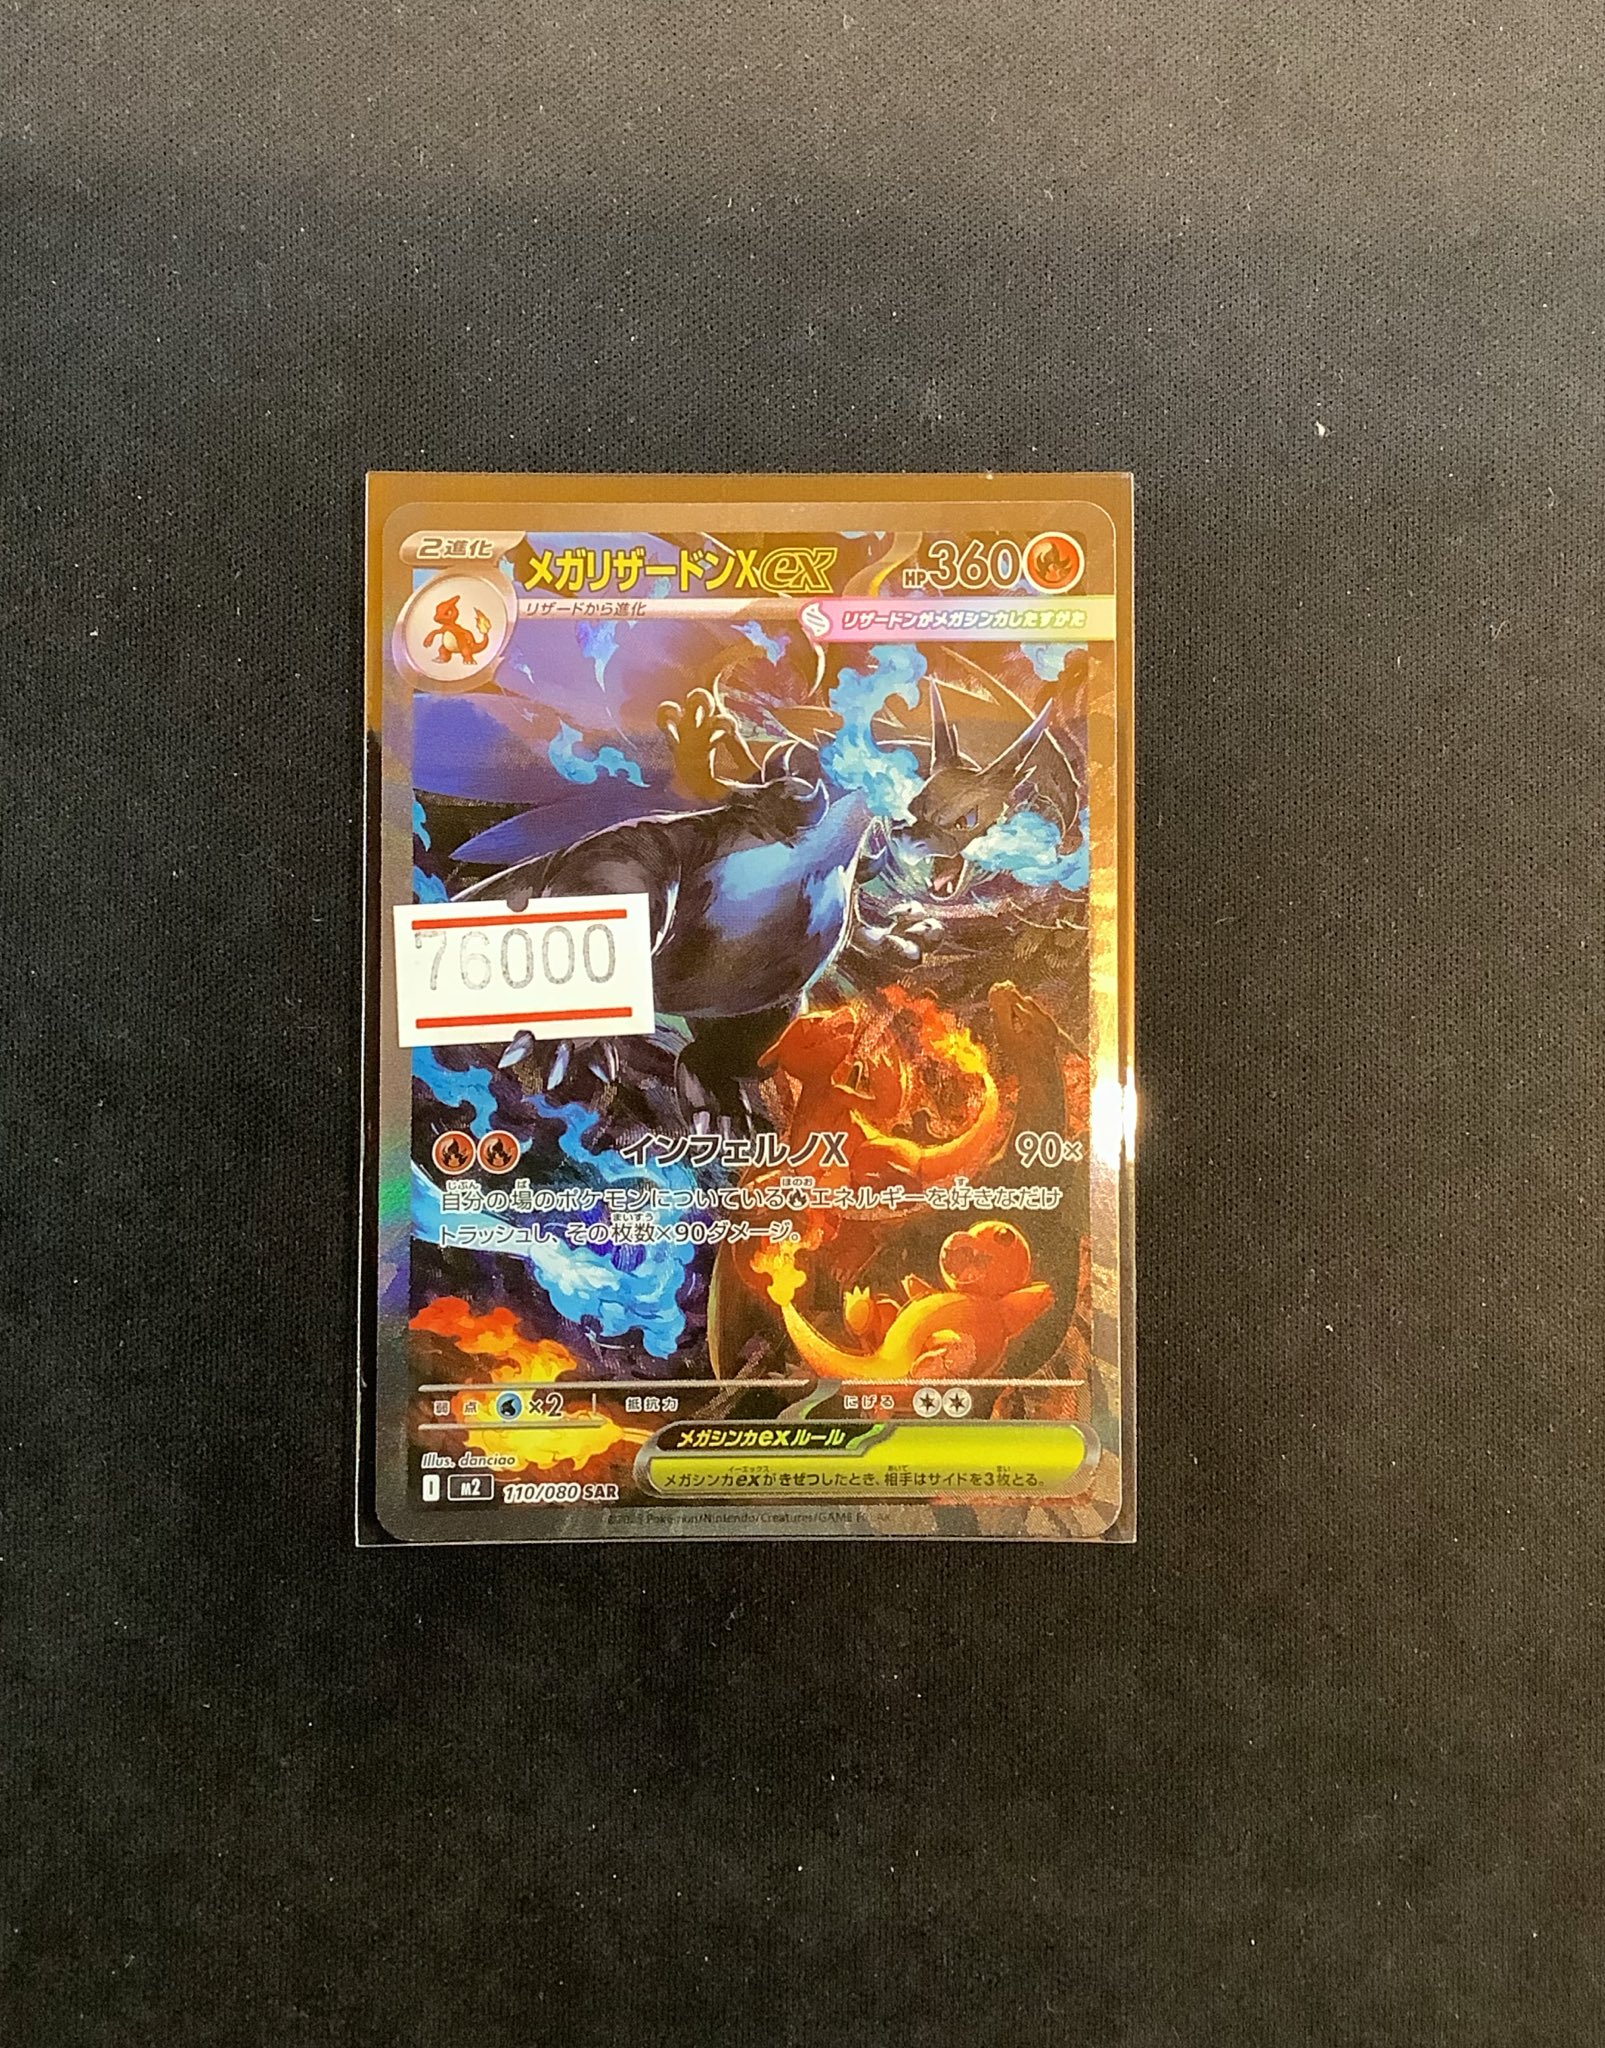 2進化
メガリザードンXex
HP360
リザードから進化
リザードンがメガシンカしたすがた
76000
インフェルノX 90×
自分の場のポケモンについているエネルギーを好きなだけ
トラッシュし、その枚数×90ダメージ。
弱点 ×2 抵抗力 にげる
メガシンカexルール
メガシンカexがきぜつしたとき、相手はサイドを3枚とる。
Illus. danciao
I M2 110/080 SAR
Pokémon/Nintendo/Creatures/GAME FREAK